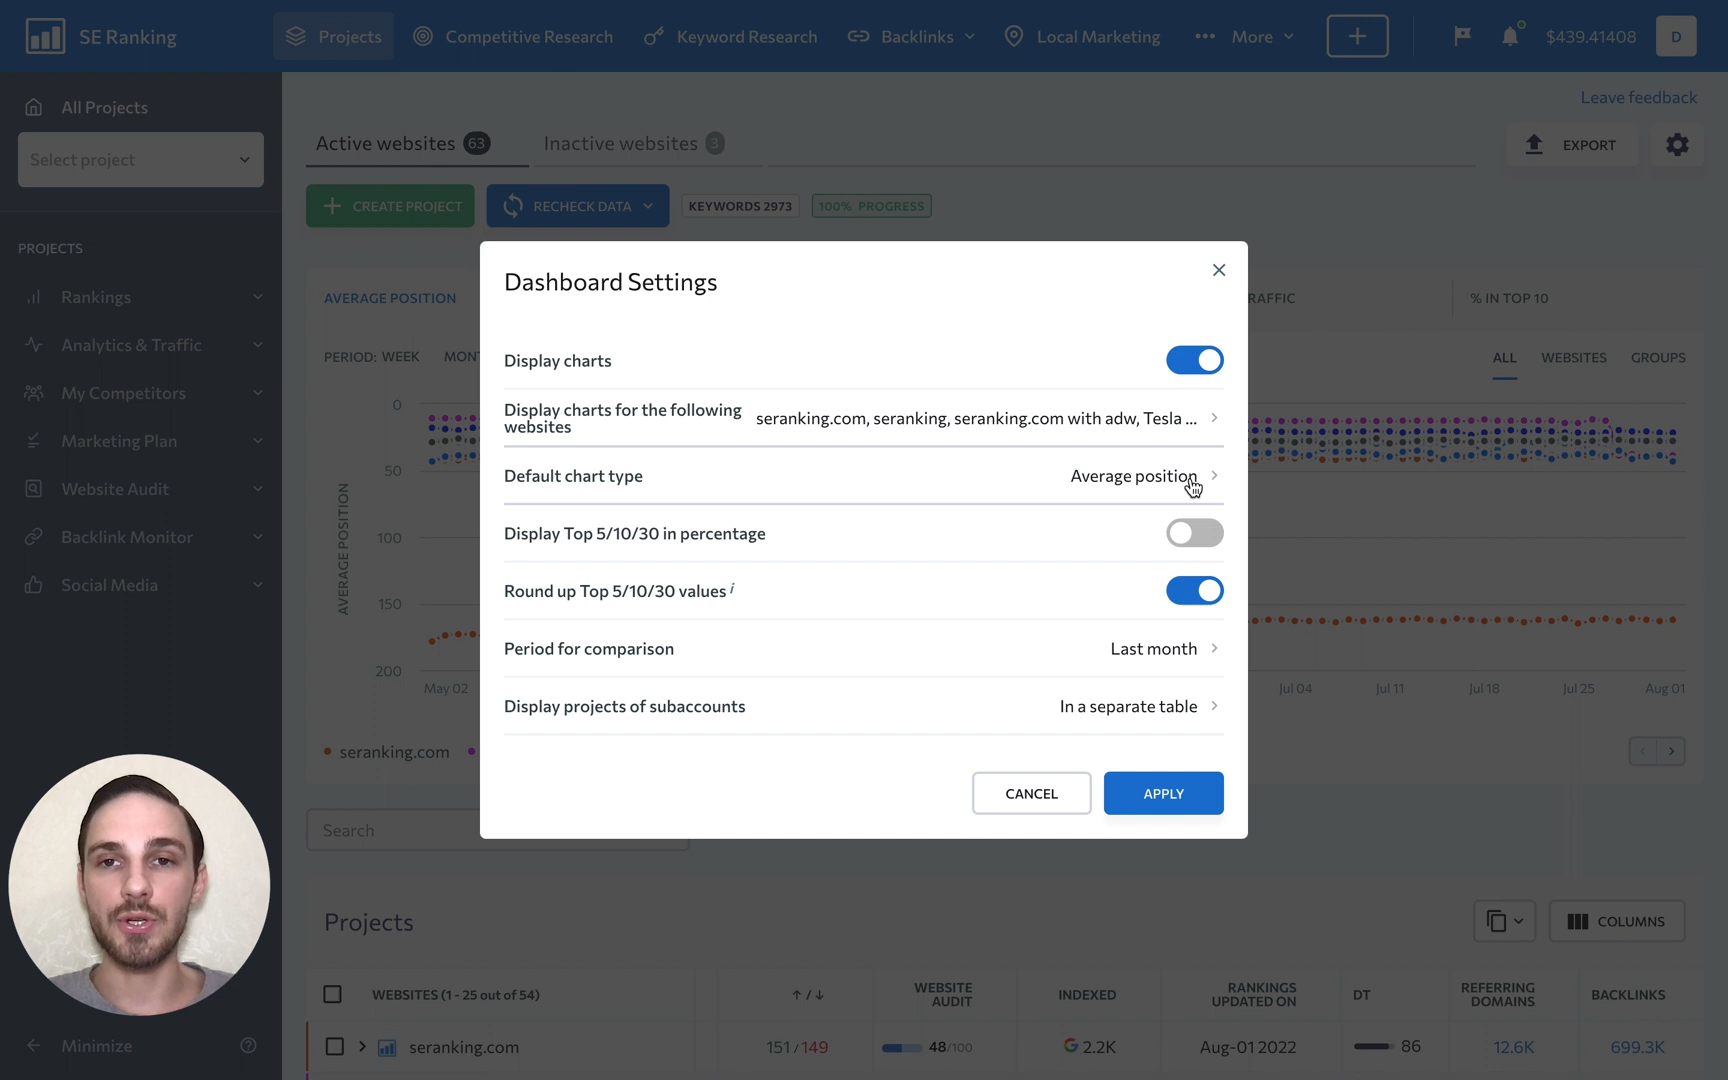 SE Ranking
Projects
Competitive Research
Keyword Research
Backlinks
Local Marketing
More
$439.41408
D
All Projects
Select project
PROJECTS
Rankings
Analytics & Traffic
My Competitors
Marketing Plan
Website Audit
Backlink Monitor
Social Media
Minimize
Leave feedback
Active websites 63
Inactive websites 3
EXPORT
CREATE PROJECT
RECHECK DATA
KEYWORDS 2973
100% PROGRESS
AVERAGE POSITION
RAFFIC
% IN TOP 10
PERIOD: WEEK MON
ALL WEBSITES GROUPS
AVERAGE POSITION
0
50
100
150
200
May 02
Jul 04
Jul 11
Jul 18
Jul 25
Aug 01
seranking.com
Dashboard Settings
Display charts
Display charts for the following
websites
seranking.com, seranking, seranking.com with adw, Tesla ...
Default chart type
Average position
Display Top 5/10/30 in percentage
Round up Top 5/10/30 values i
Period for comparison
Last month
Display projects of subaccounts
In a separate table
CANCEL
APPLY
Search
Projects
COLUMNS
WEBSITES (1 - 25 out of 54)
↑ / ↓
WEBSITE
AUDIT
INDEXED
RANKINGS
UPDATED ON
DT
REFERRING
DOMAINS
BACKLINKS
seranking.com
151 / 149
48/100
G 2.2K
Aug-01 2022
86
12.6K
699.3K